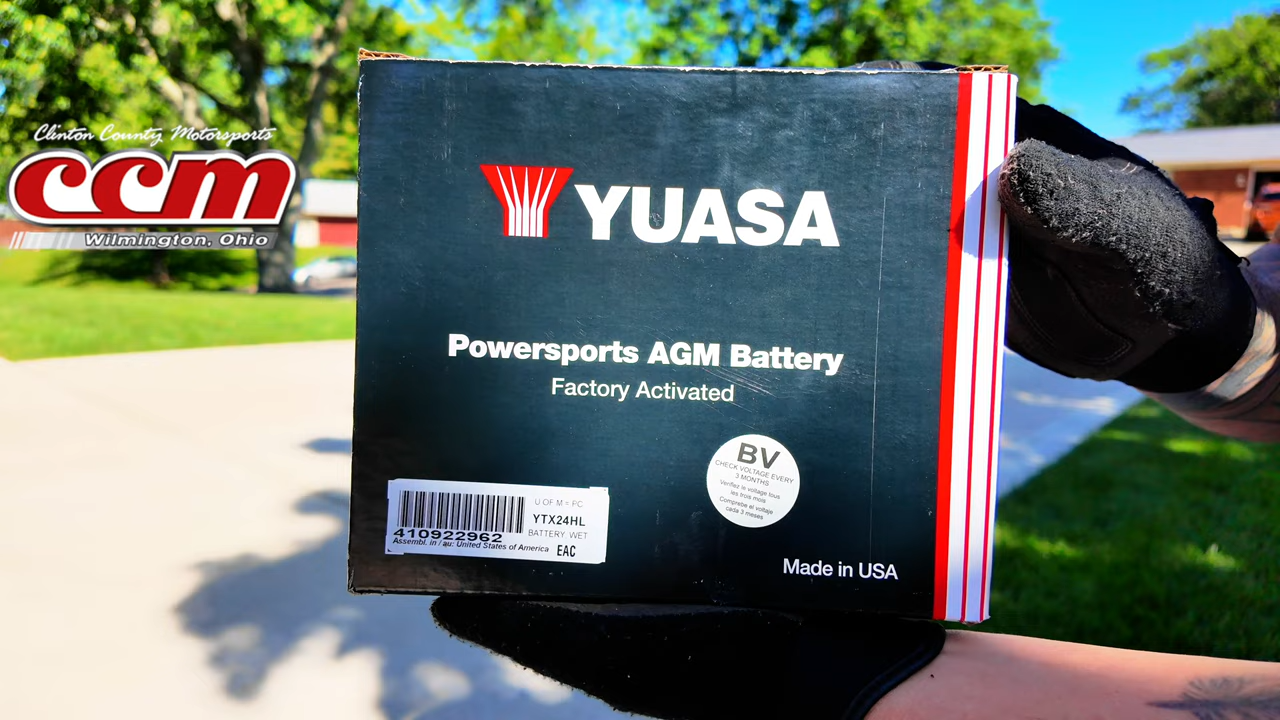 Clinton County Motorsports
ccm
Wilmington, Ohio
YUASA
Powersports AGM Battery
Factory Activated
BV
CHECK VOLTAGE EVERY
3 MONTHS
Verifiez le voltage tous
les trois mois
Comprebe el voltaje
cada 3 meses
U OF M = PC
YTX24HL
410922962
BATTERY WET
Assembl. in / au: United States of America
EAC
Made in USA